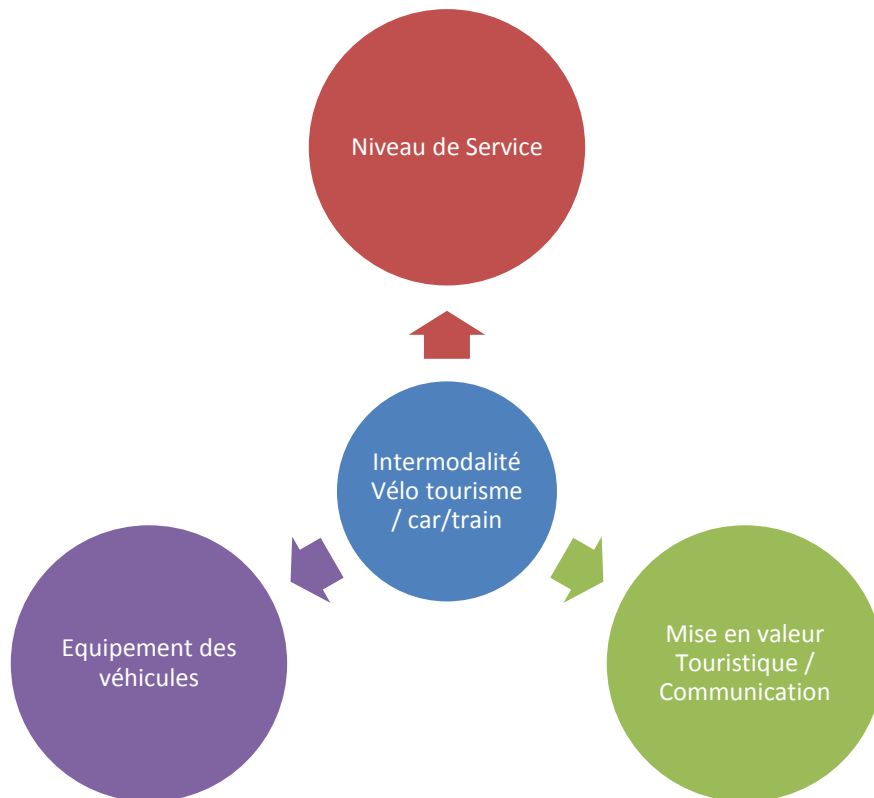 Niveau de Service
Intermodalité
Vélo tourisme
/ car/train
Equipement des
véhicules
Mise en valeur
Touristique /
Communication